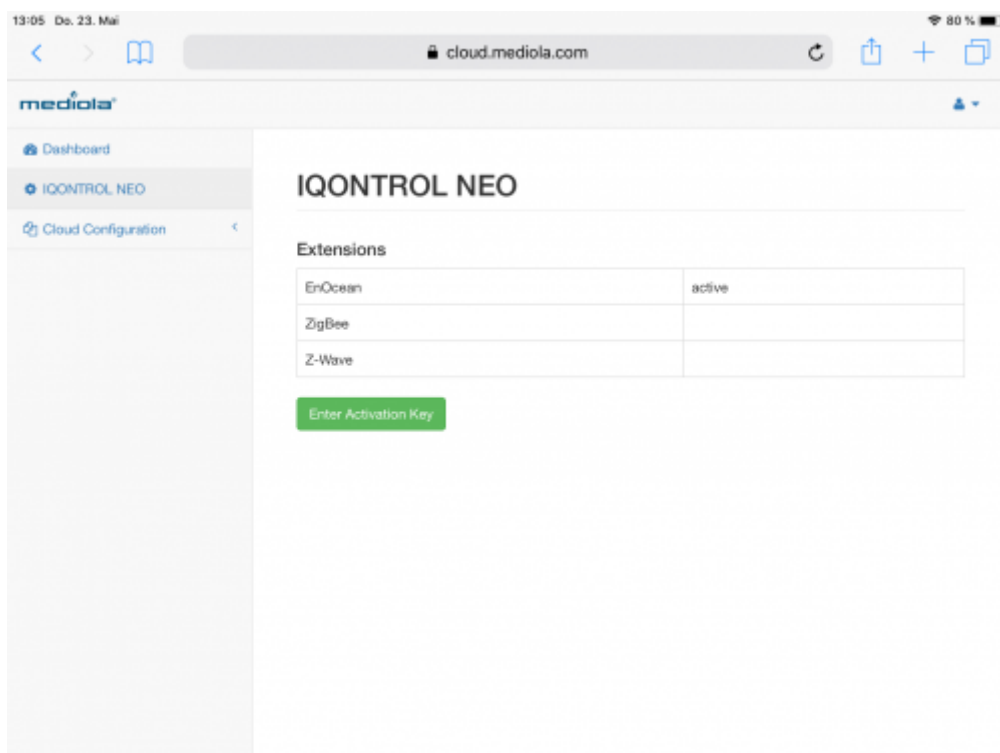 13:05 Do. 23. Mai
80 %
cloud.mediola.com
mediola®
Dashboard
IQONTROL NEO
Cloud Configuration
IQONTROL NEO
Extensions
EnOcean active
ZigBee
Z-Wave
Enter Activation Key